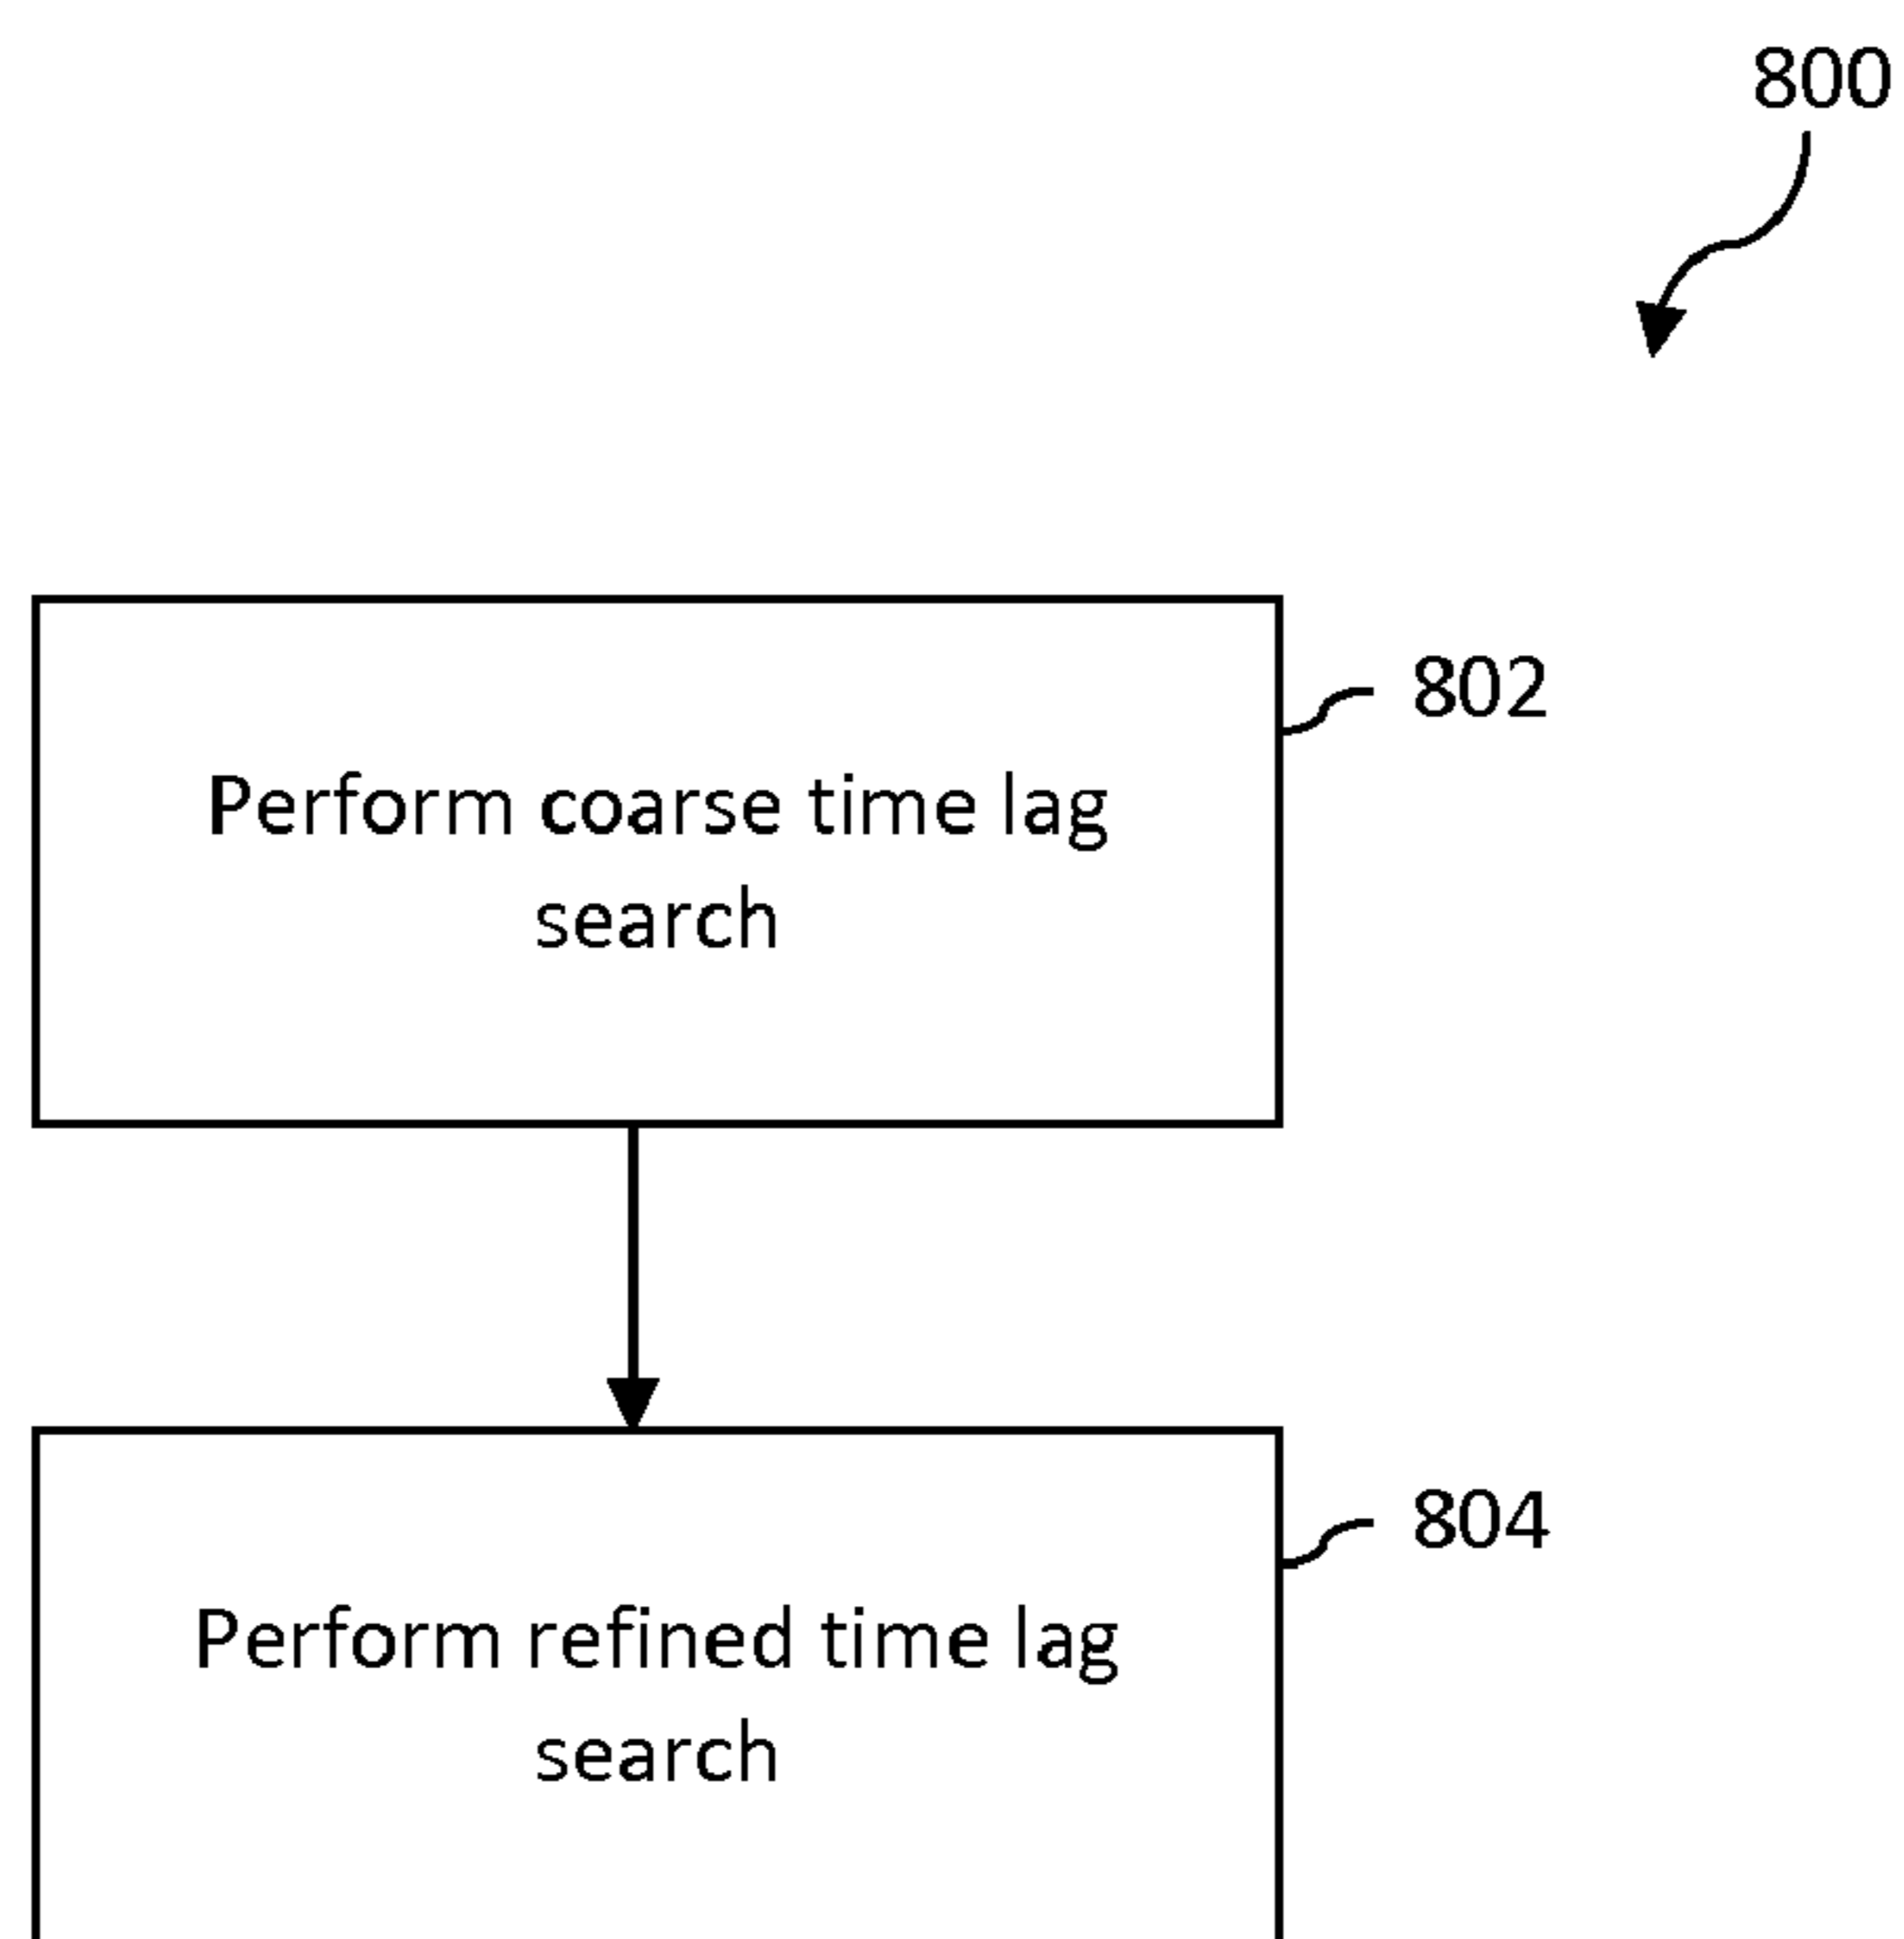 800
802
Perform coarse time lag
search
804
Perform refined time lag
search